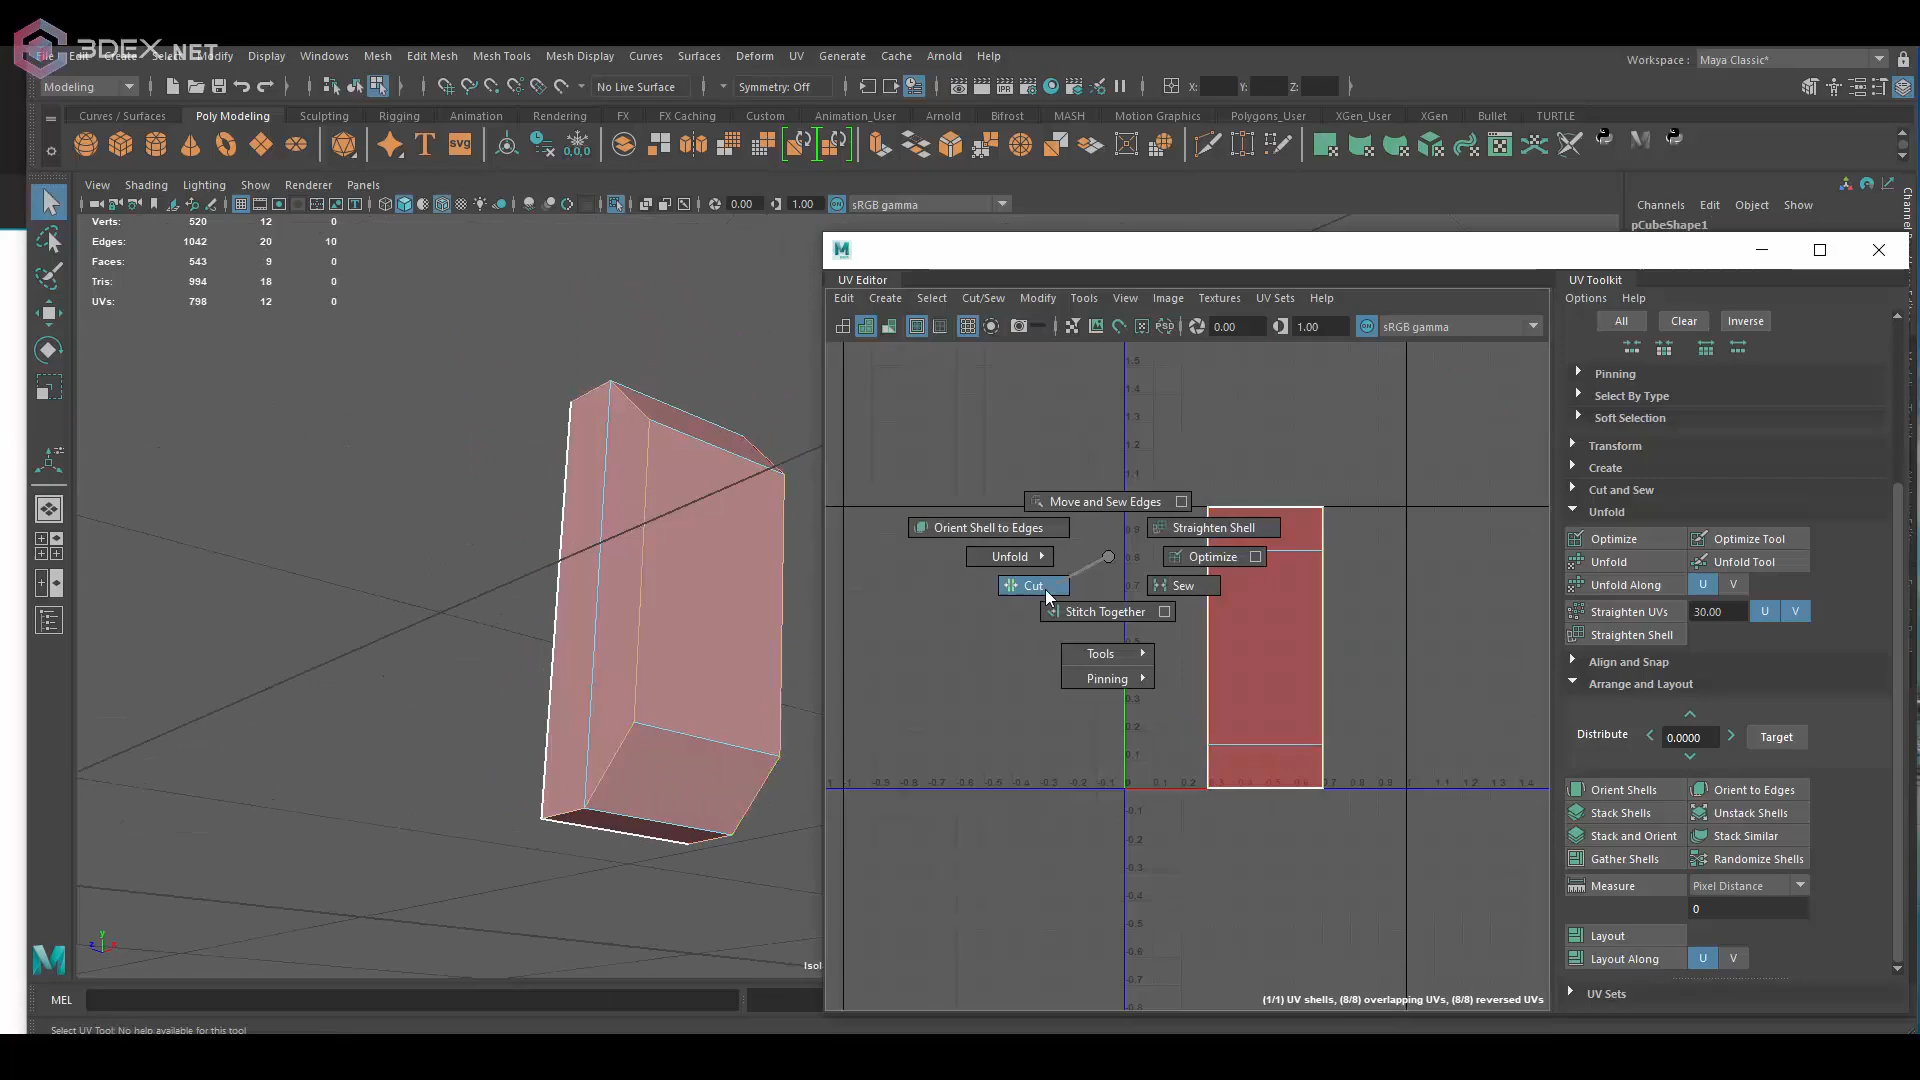 3DEX.NET
File Edit Create Select Modify Display Windows Mesh Edit Mesh Mesh Tools Mesh Display Curves Surfaces Deform UV Generate Cache Arnold Help
Workspace : Maya Classic*
Modeling No Live Surface Symmetry: Off X: Y: Z:
Curves / Surfaces Poly Modeling Sculpting Rigging Animation Rendering FX FX Caching Custom Animation_User Arnold Bifrost MASH Motion Graphics Polygons_User XGen_User XGen Bullet TURTLE
View Shading Lighting Show Renderer Panels
0.00 1.00 sRGB gamma
Channels Edit Object Show
pCubeShape1
Verts: 520 12 0
Edges: 1042 20 10
Faces: 543 9 0
Tris: 994 18 0
UVs: 798 12 0
UV Editor
Edit Create Select Cut/Sew Modify Tools View Image Textures UV Sets Help
0.00 1.00 sRGB gamma
Move and Sew Edges
Orient Shell to Edges
Straighten Shell
Unfold
Optimize
Cut
Sew
Stitch Together
Tools
Pinning
(1/1) UV shells, (8/8) overlapping UVs, (8/8) reversed UVs
UV Toolkit
Options Help
All Clear Inverse
Pinning
Select By Type
Soft Selection
Transform
Create
Cut and Sew
Unfold
Optimize Optimize Tool
Unfold Unfold Tool
Unfold Along U V
Straighten UVs 30.00 U V
Straighten Shell
Align and Snap
Arrange and Layout
Distribute 0.0000 Target
Orient Shells Orient to Edges
Stack Shells Unstack Shells
Stack and Orient Stack Similar
Gather Shells Randomize Shells
Measure Pixel Distance
0
Layout
Layout Along U V
UV Sets
MEL
Select UV Tool: No help available for this tool